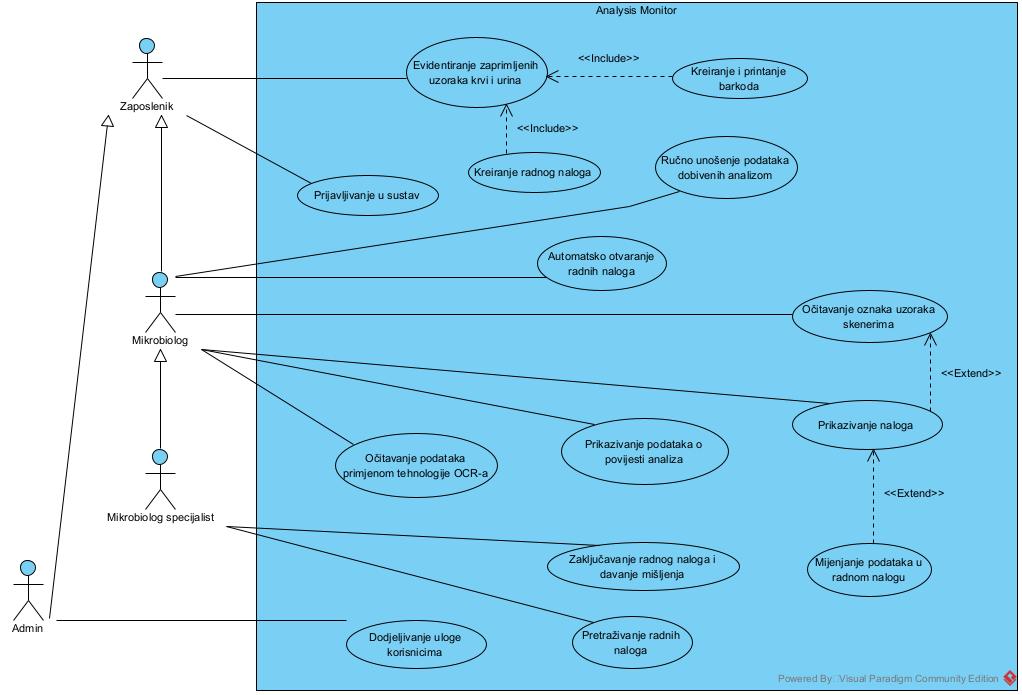 Analysis Monitor
Zaposlenik
Evidentiranje zaprimljenih
uzoraka krvi i urina
<<Include>>
Kreiranje i printanje
barkoda
<<Include>>
Kreiranje radnog naloga
Ručno unošenje podataka
dobivenih analizom
Prijavljivanje u sustav
Automatsko otvaranje
radnih naloga
Mikrobiolog
Očitavanje oznaka uzoraka
skenerima
<<Extend>>
Prikazivanje naloga
Prikazivanje podataka o
povijesti analiza
Očitavanje podataka
primjenom tehnologije OCR-a
<<Extend>>
Mikrobiolog specijalist
Zaključavanje radnog naloga i
davanje mišljenja
Mijenjanje podataka u
radnom nalogu
Admin
Dodjeljivanje uloge
korisnicima
Pretraživanje radnih
naloga
Powered By: Visual Paradigm Community Edition